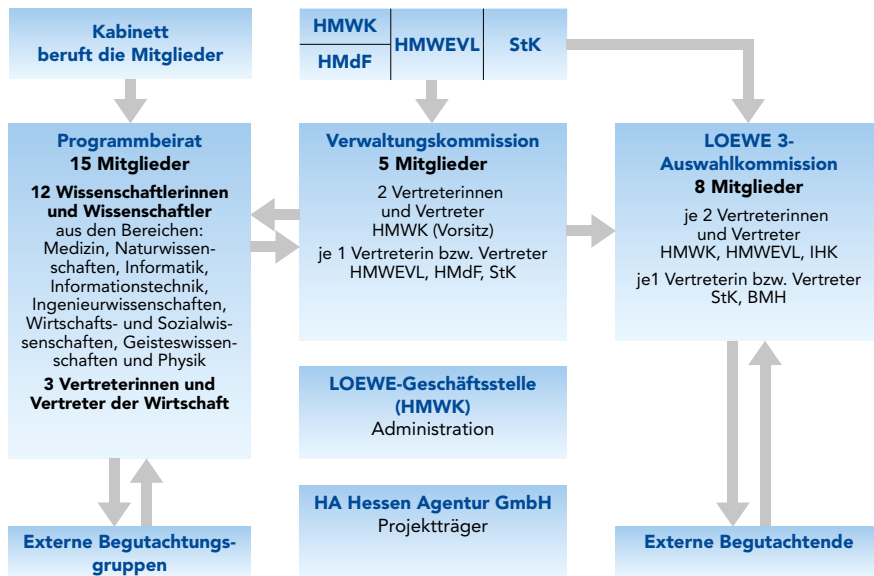 Kabinett
beruft die Mitglieder
HMWK
HMdF
HMWEVL
StK
Programmbeirat
15 Mitglieder
12 Wissenschaftlerinnen
und Wissenschaftler
aus den Bereichen:
Medizin, Naturwissen-
schaften, Informatik,
Informationstechnik,
Ingenieurwissenschaften,
Wirtschafts- und Sozialwis-
senschaften, Geisteswissen-
schaften und Physik
3 Vertreterinnen und
Vertreter der Wirtschaft
Verwaltungskommission
5 Mitglieder
2 Vertreterinnen
und Vertreter
HMWK (Vorsitz)
je 1 Vertreterin bzw. Vertreter
HMWEVL, HMdF, StK
LOEWE 3-
Auswahlkommission
8 Mitglieder
je 2 Vertreterinnen
und Vertreter
HMWK, HMWEVL, IHK
je1 Vertreterin bzw. Vertreter
StK, BMH
LOEWE-Geschäftsstelle
(HMWK)
Administration
HA Hessen Agentur GmbH
Projektträger
Externe Begutachtungs-
gruppen
Externe Begutachtende